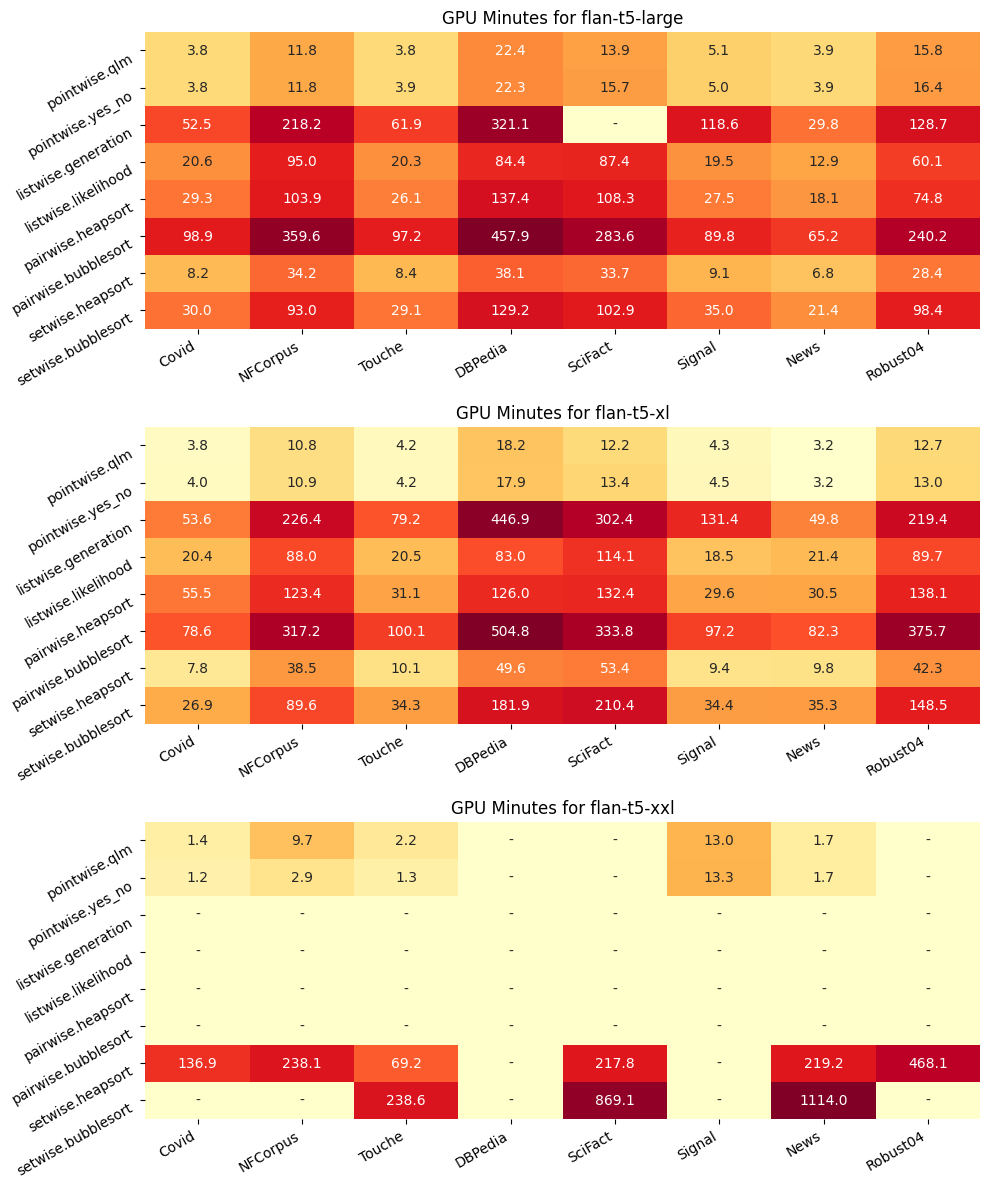 GPU Minutes for flan-t5-large
pointwise.qlm 3.8 11.8 3.8 22.4 13.9 5.1 3.9 15.8
pointwise.yes_no 3.8 11.8 3.9 22.3 15.7 5.0 3.9 16.4
listwise.generation 52.5 218.2 61.9 321.1 - 118.6 29.8 128.7
listwise.likelihood 20.6 95.0 20.3 84.4 87.4 19.5 12.9 60.1
pairwise.heapsort 29.3 103.9 26.1 137.4 108.3 27.5 18.1 74.8
pairwise.bubblesort 98.9 359.6 97.2 457.9 283.6 89.8 65.2 240.2
setwise.heapsort 8.2 34.2 8.4 38.1 33.7 9.1 6.8 28.4
setwise.bubblesort 30.0 93.0 29.1 129.2 102.9 35.0 21.4 98.4
Covid NFCorpus Touche DBPedia SciFact Signal News Robust04
GPU Minutes for flan-t5-xl
pointwise.qlm 3.8 10.8 4.2 18.2 12.2 4.3 3.2 12.7
pointwise.yes_no 4.0 10.9 4.2 17.9 13.4 4.5 3.2 13.0
listwise.generation 53.6 226.4 79.2 446.9 302.4 131.4 49.8 219.4
listwise.likelihood 20.4 88.0 20.5 83.0 114.1 18.5 21.4 89.7
pairwise.heapsort 55.5 123.4 31.1 126.0 132.4 29.6 30.5 138.1
pairwise.bubblesort 78.6 317.2 100.1 504.8 333.8 97.2 82.3 375.7
setwise.heapsort 7.8 38.5 10.1 49.6 53.4 9.4 9.8 42.3
setwise.bubblesort 26.9 89.6 34.3 181.9 210.4 34.4 35.3 148.5
Covid NFCorpus Touche DBPedia SciFact Signal News Robust04
GPU Minutes for flan-t5-xxl
pointwise.qlm 1.4 9.7 2.2 - - 13.0 1.7 -
pointwise.yes_no 1.2 2.9 1.3 - - 13.3 1.7 -
listwise.generation - - - - - - - -
listwise.likelihood - - - - - - - -
pairwise.heapsort - - - - - - - -
pairwise.bubblesort - - - - - - - -
setwise.heapsort 136.9 238.1 69.2 - 217.8 - 219.2 468.1
setwise.bubblesort - - 238.6 - 869.1 - 1114.0 -
Covid NFCorpus Touche DBPedia SciFact Signal News Robust04